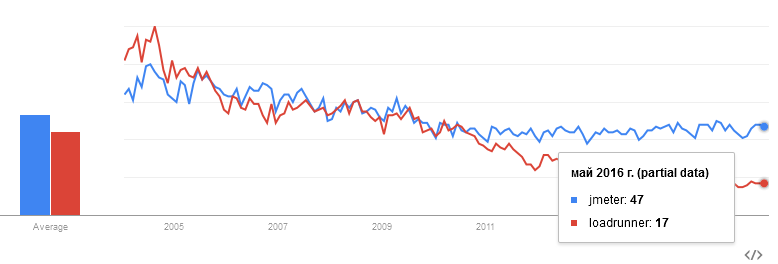 май 2016 г. (partial data)
jmeter: 47
loadrunner: 17
Average
2005
2007
2009
2011